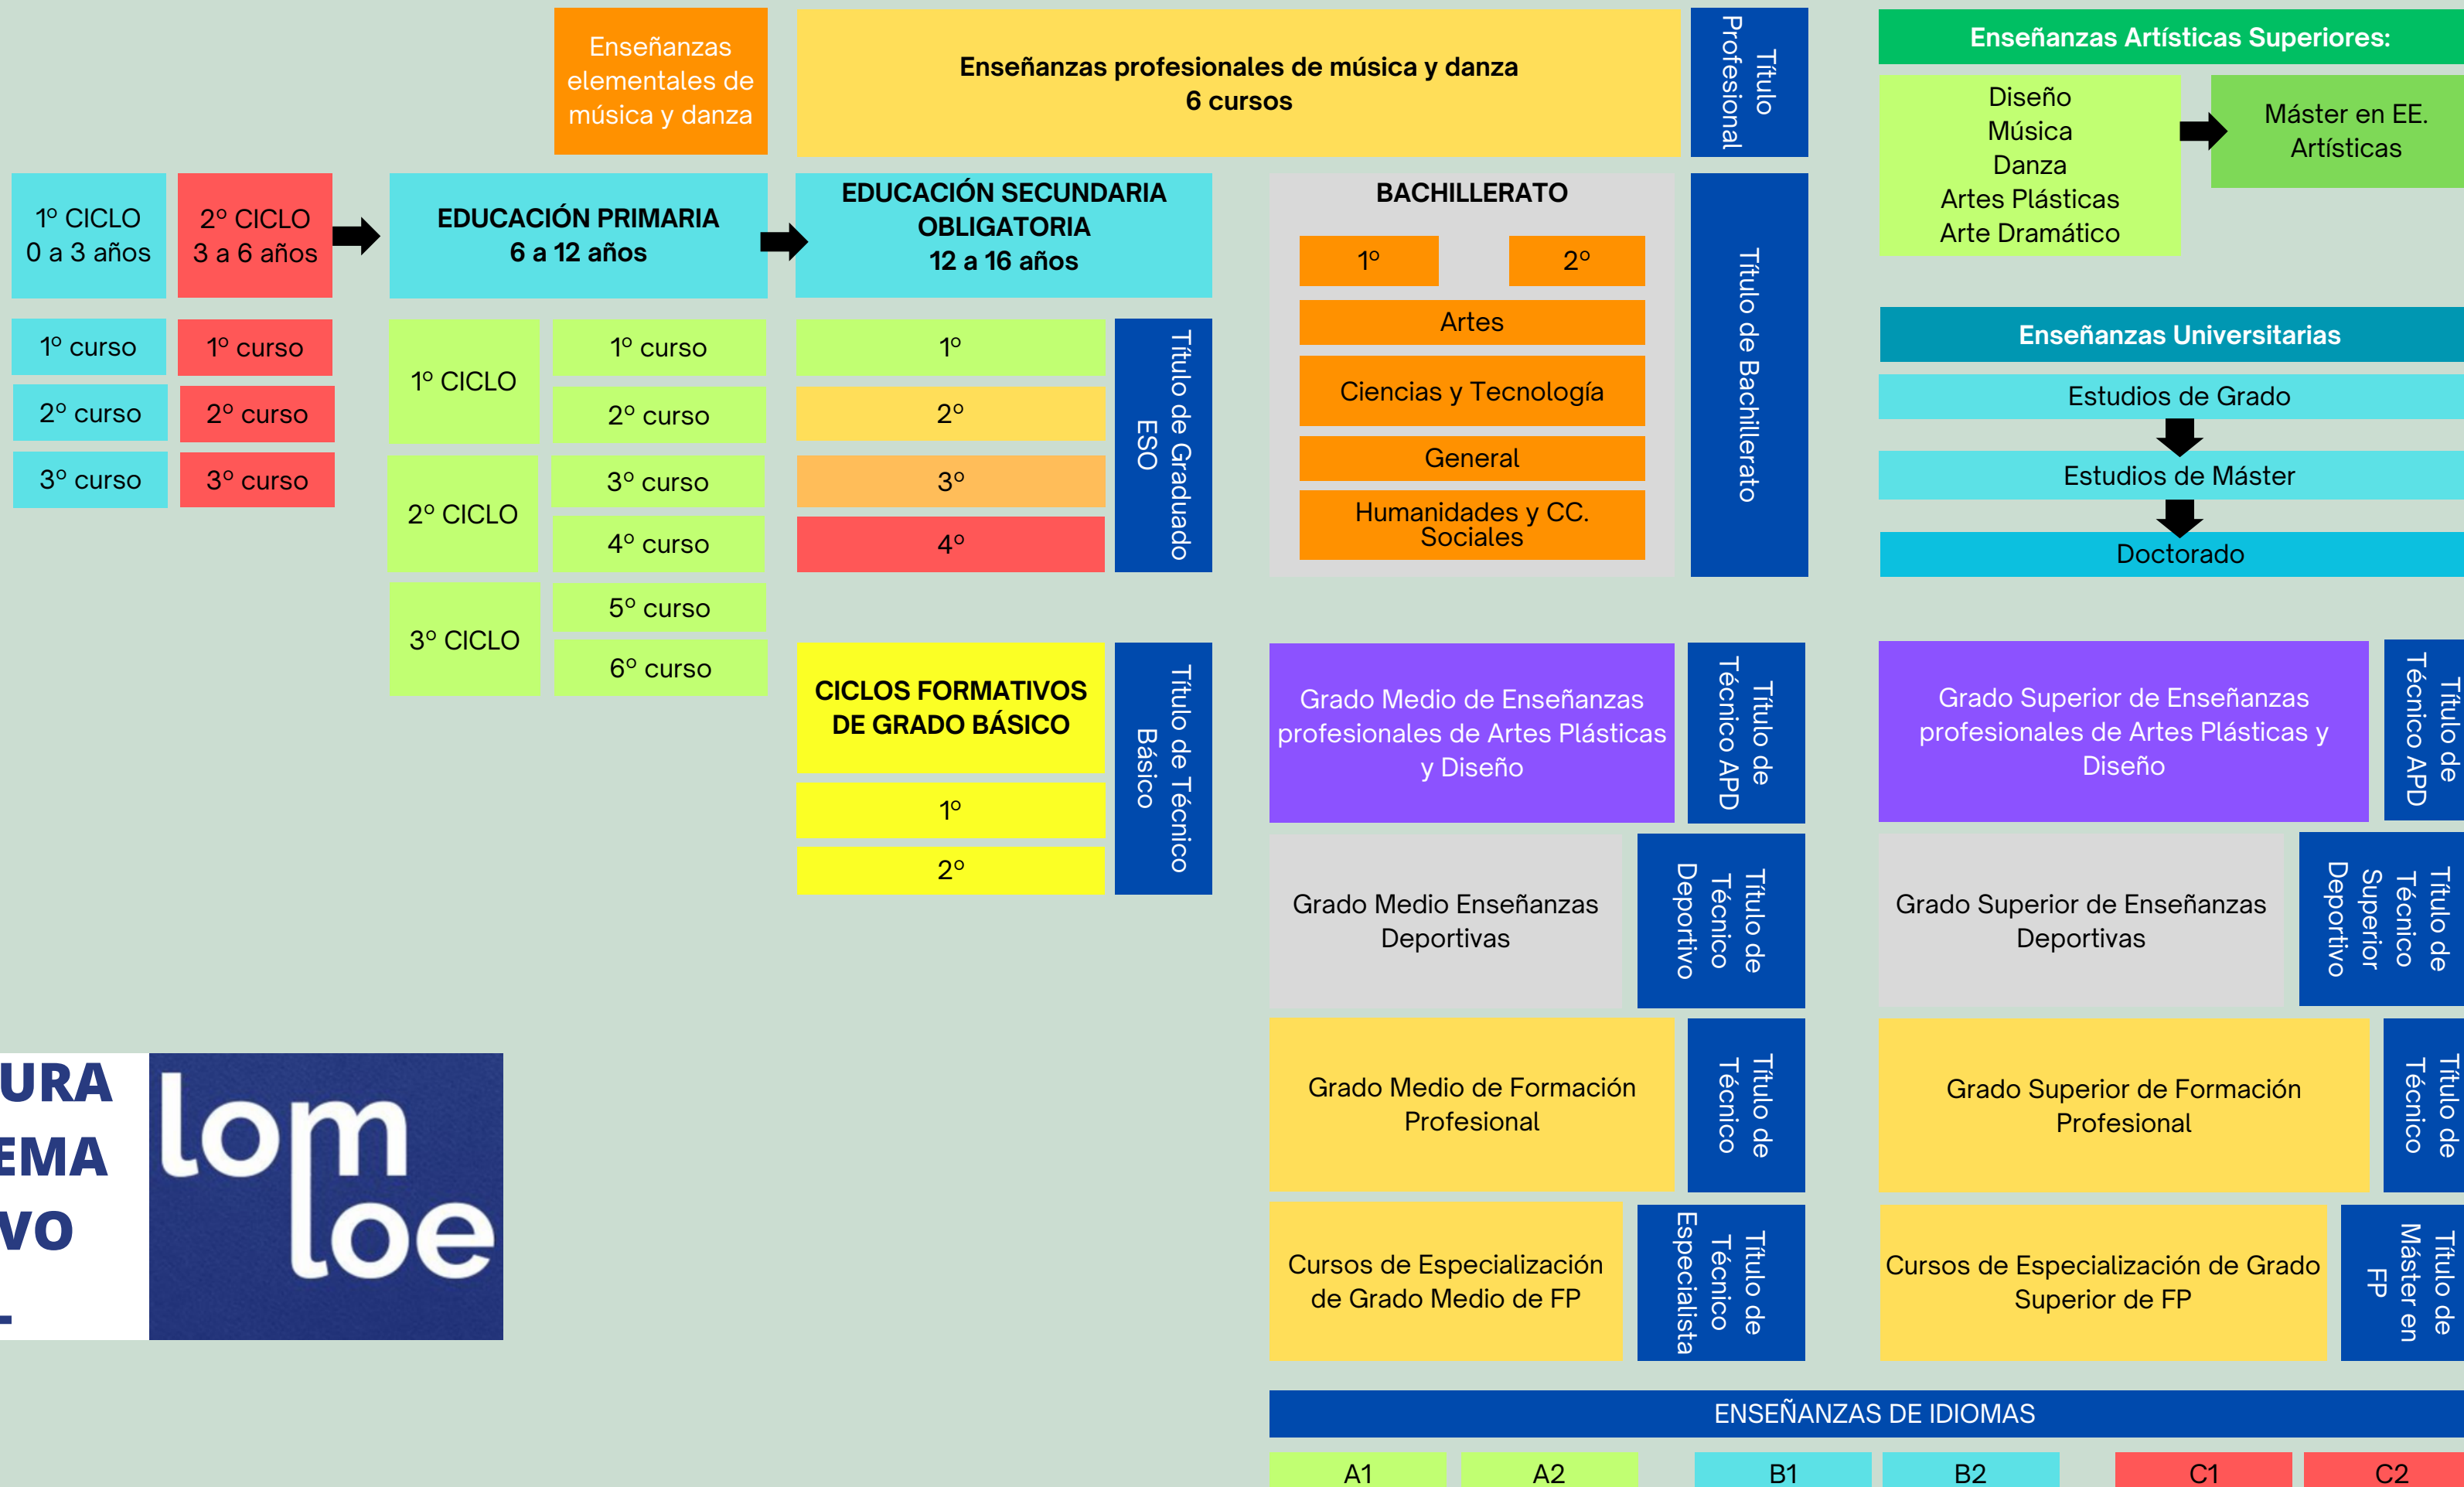 Enseñanzas
elementales de
música y danza
Enseñanzas profesionales de música y danza
6 cursos
Título
Profesional
Enseñanzas Artísticas Superiores:
Diseño
Música
Danza
Artes Plásticas
Arte Dramático
Máster en EE.
Artísticas
1º CICLO
0 a 3 años
2º CICLO
3 a 6 años
EDUCACIÓN PRIMARIA
6 a 12 años
EDUCACIÓN SECUNDARIA
OBLIGATORIA
12 a 16 años
1º curso
2º curso
3º curso
1º curso
2º curso
3º curso
1º CICLO
1º curso
2º curso
2º CICLO
3º curso
4º curso
3º CICLO
5º curso
6º curso
1º
2º
3º
4º
Título de Graduado
ESO
BACHILLERATO
1º
2º
Artes
Ciencias y Tecnología
General
Humanidades y CC.
Sociales
Título de Bachillerato
Enseñanzas Universitarias
Estudios de Grado
Estudios de Máster
Doctorado
CICLOS FORMATIVOS
DE GRADO BÁSICO
1º
2º
Título de Técnico
Básico
Grado Medio de Enseñanzas
profesionales de Artes Plásticas
y Diseño
Título de
Técnico APD
Grado Superior de Enseñanzas
profesionales de Artes Plásticas y
Diseño
Título de
Técnico APD
Grado Medio Enseñanzas
Deportivas
Título de
Técnico
Deportivo
Grado Superior de Enseñanzas
Deportivas
Título de
Técnico
Superior
Deportivo
Grado Medio de Formación
Profesional
Título de
Técnico
Grado Superior de Formación
Profesional
Título de
Técnico
Cursos de Especialización
de Grado Medio de FP
Título de
Técnico
Especialista
Cursos de Especialización de Grado
Superior de FP
Título de
Máster en
FP
URA
EMA
VO
lom
loe
ENSEÑANZAS DE IDIOMAS
A1
A2
B1
B2
C1
C2